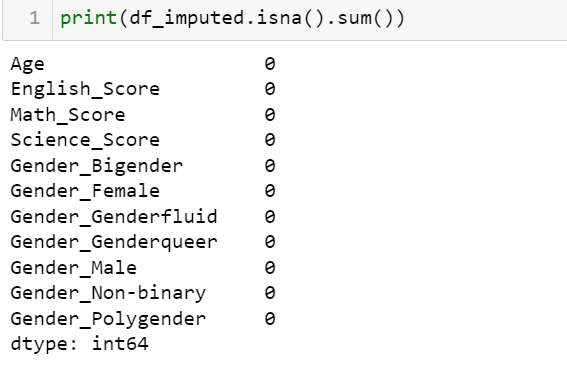 1 print(df_imputed.isna().sum())
Age 0
English_Score 0
Math_Score 0
Science_Score 0
Gender_Bigender 0
Gender_Female 0
Gender_Genderfluid 0
Gender_Genderqueer 0
Gender_Male 0
Gender_Non-binary 0
Gender_Polygender 0
dtype: int64